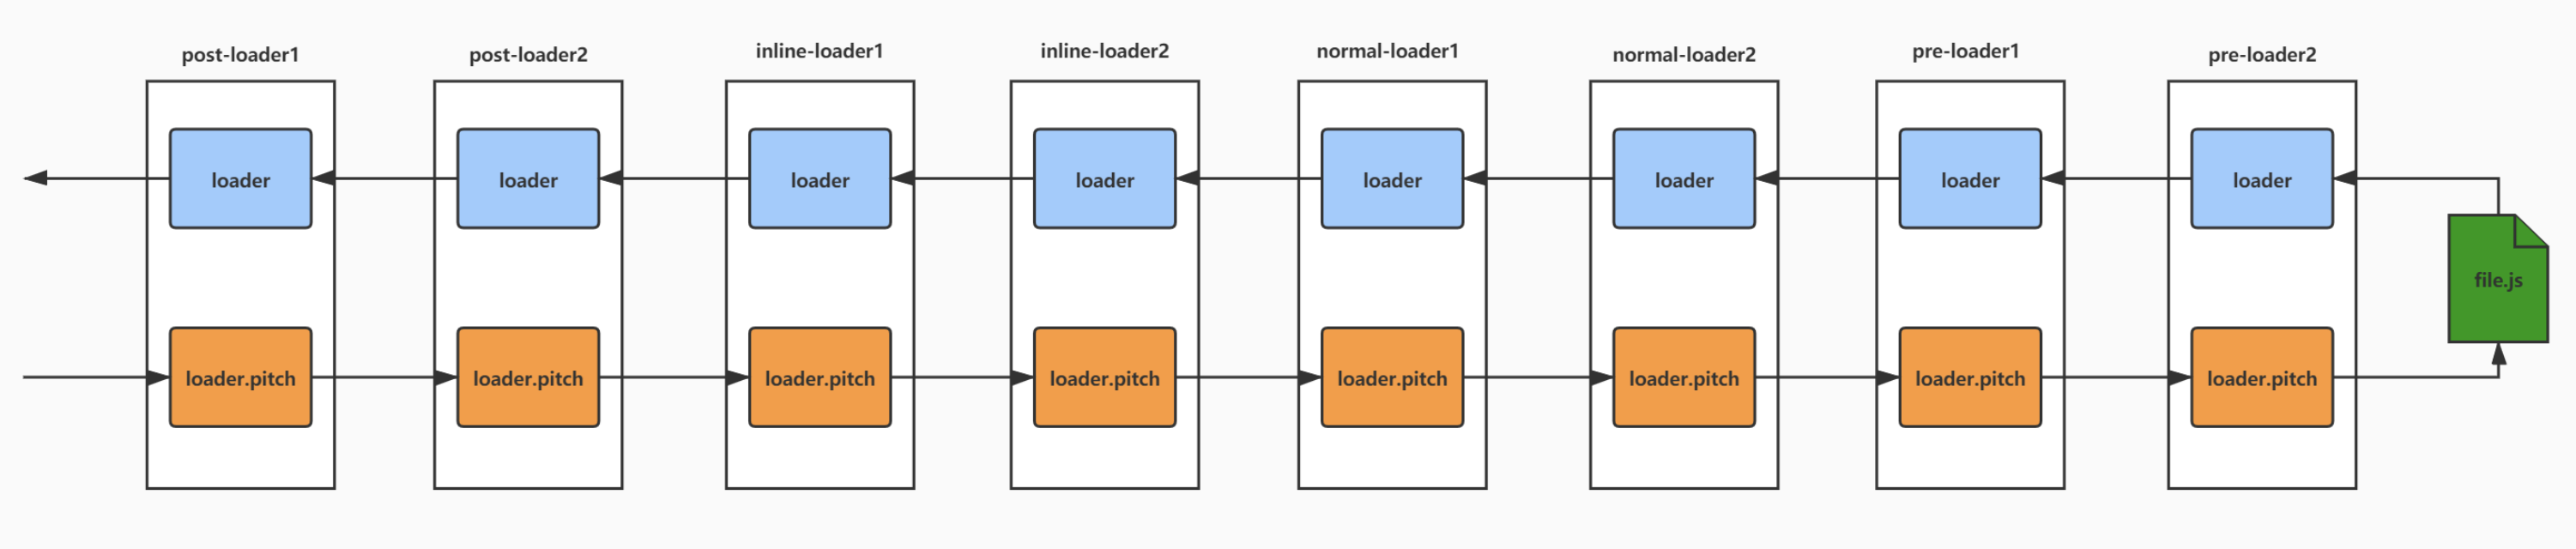 post-loader1
post-loader2
inline-loader1
inline-loader2
normal-loader1
normal-loader2
pre-loader1
pre-loader2
loader
loader
loader
loader
loader
loader
loader
loader
file.js
loader.pitch
loader.pitch
loader.pitch
loader.pitch
loader.pitch
loader.pitch
loader.pitch
loader.pitch